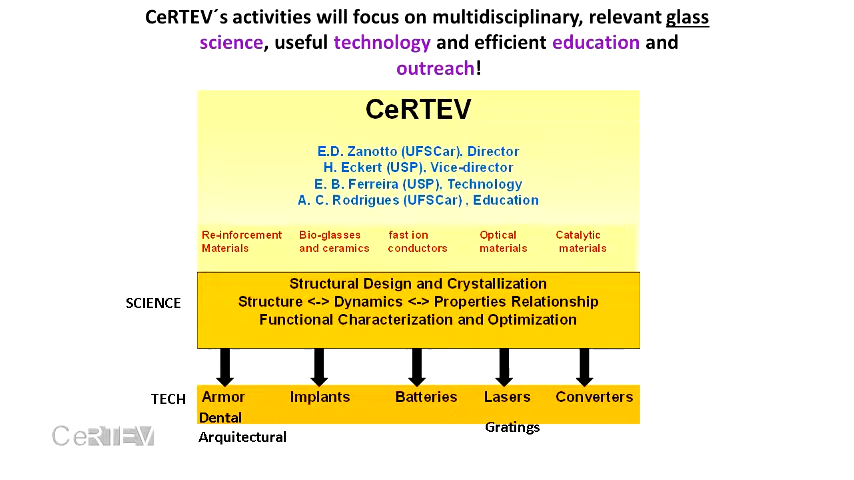 CeRTEV´s activities will focus on multidisciplinary, relevant glass
science, useful technology and efficient education and
outreach!
CeRTEV
E.D. Zanotto (UFSCar). Director
H. Eckert (USP). Vice-director
E. B. Ferreira (USP). Technology
A. C. Rodrigues (UFSCar) . Education
Re-inforcement Bio-glasses fast ion Optical Catalytic
Materials and ceramics conductors materials materials
Structural Design and Crystallization
SCIENCE Structure <-> Dynamics <-> Properties Relationship
Functional Characterization and Optimization
TECH Armor Implants Batteries Lasers Converters
Dental
Gratings
Arquitectural
CeRTEV